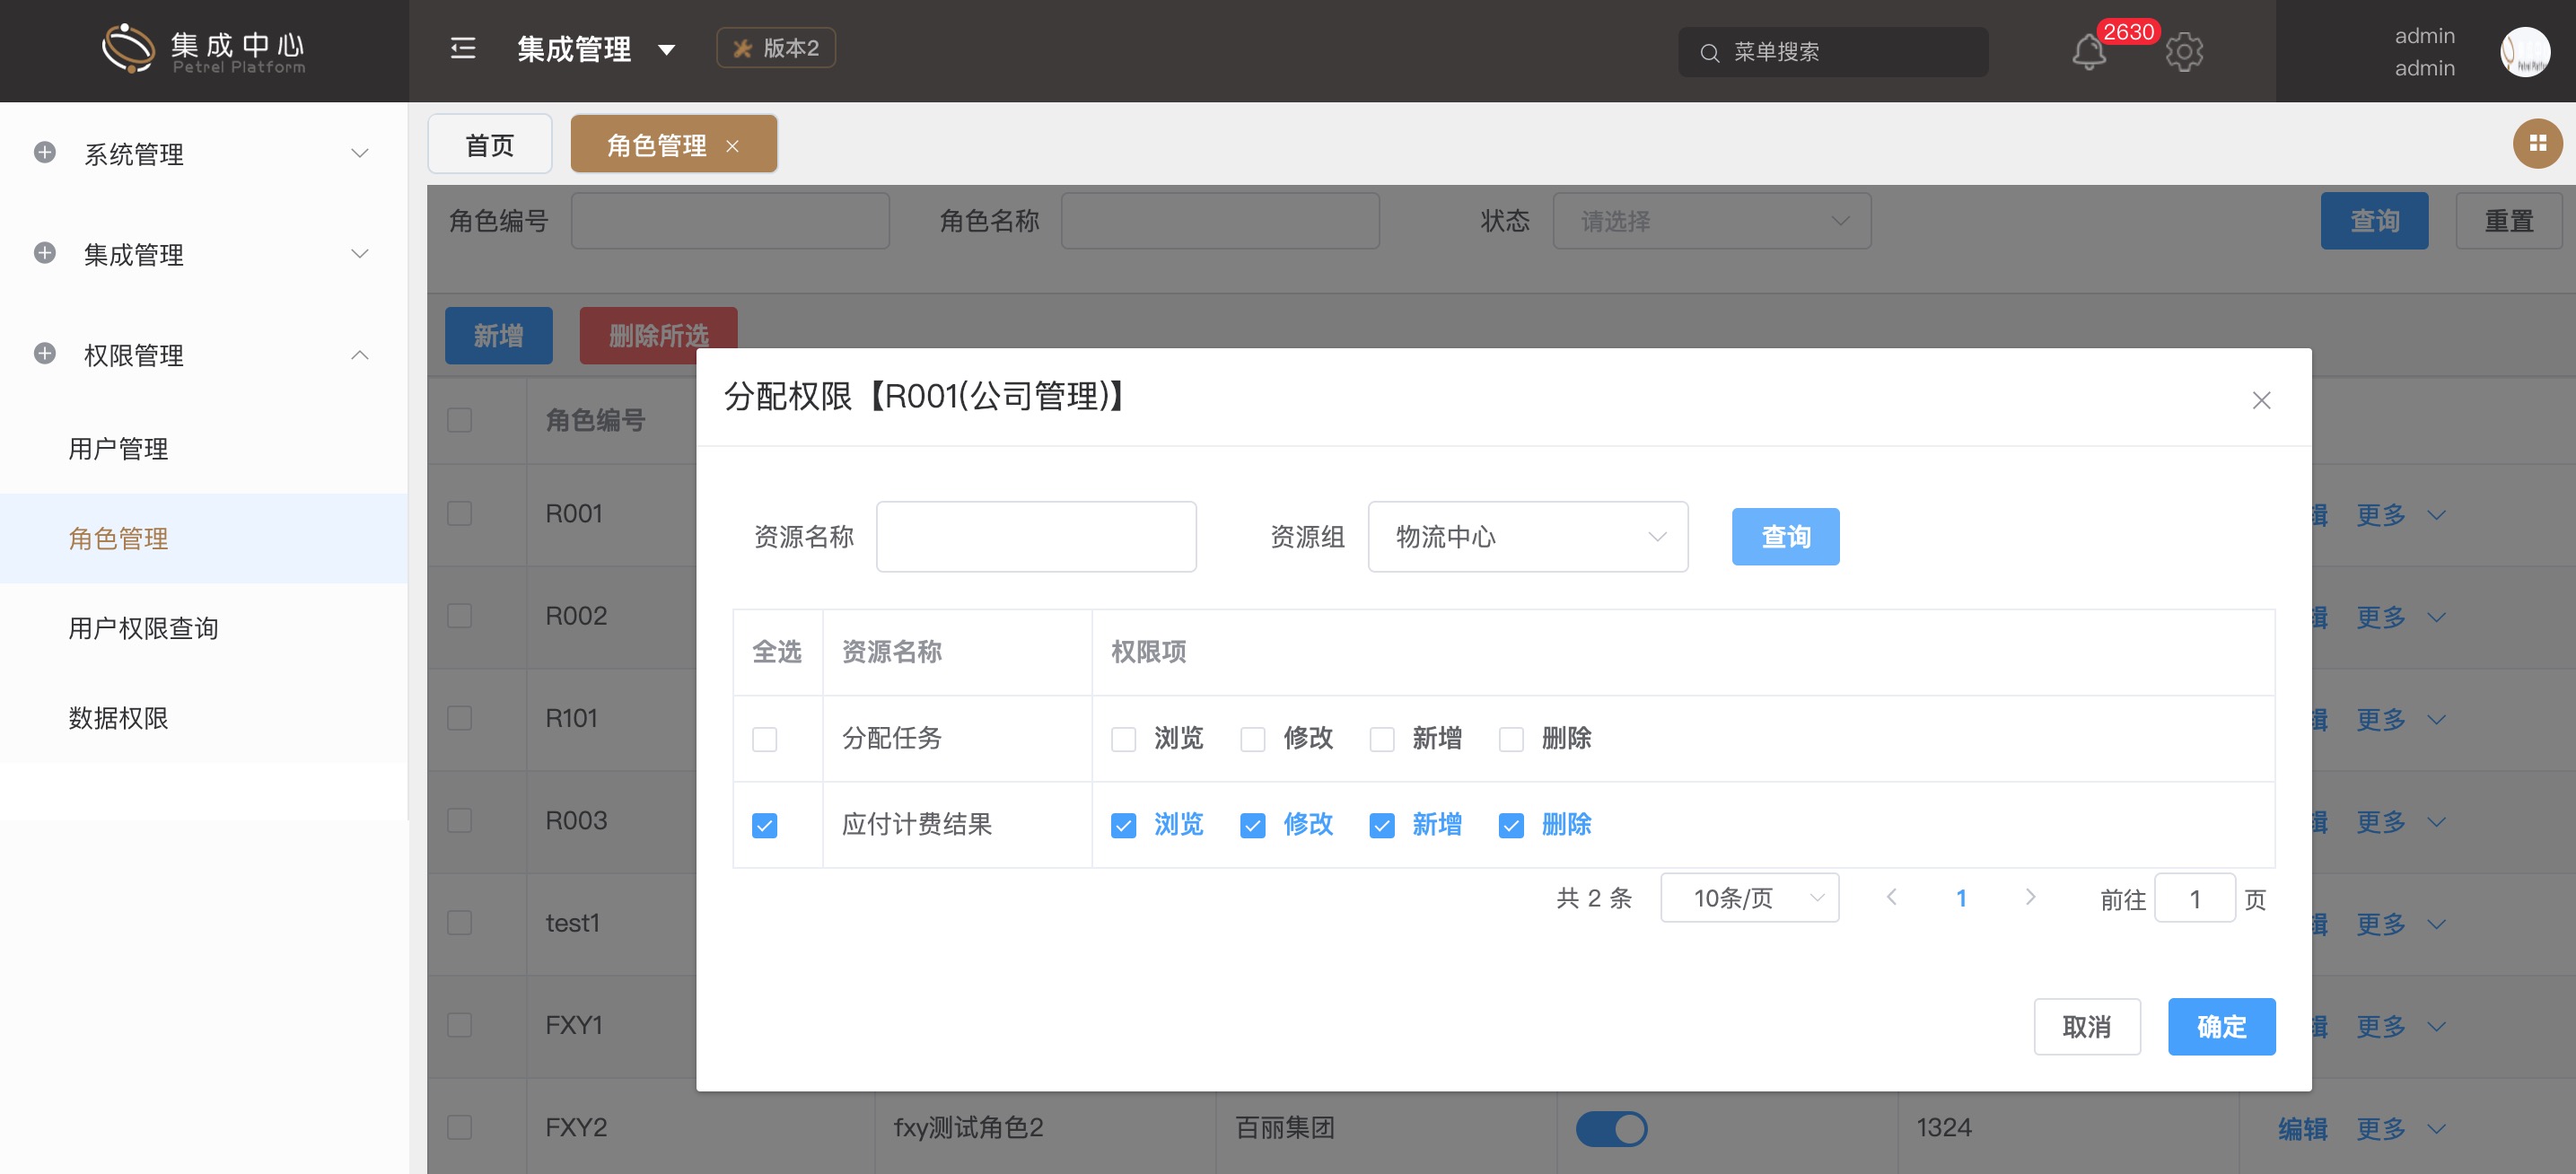 集成中心
Petrel Platform
集成管理
版本2
菜单搜索
2630
admin
admin
系统管理
集成管理
权限管理
用户管理
角色管理
用户权限查询
数据权限
首页
角色管理
角色编号
角色名称
状态 请选择
查询 重置
新增 删除所选
角色编号
R001 辑 更多
R002 辑 更多
R101 辑 更多
R003 辑 更多
test1 辑 更多
FXY1 辑 更多
FXY2 fxy测试角色2 百丽集团 1324 编辑 更多
分配权限【R001(公司管理)】
资源名称 资源组 物流中心 查询
全选 资源名称 权限项
分配任务 浏览 修改 新增 删除
应付计费结果 浏览 修改 新增 删除
共 2 条 10条/页 1 前往 1 页
取消 确定